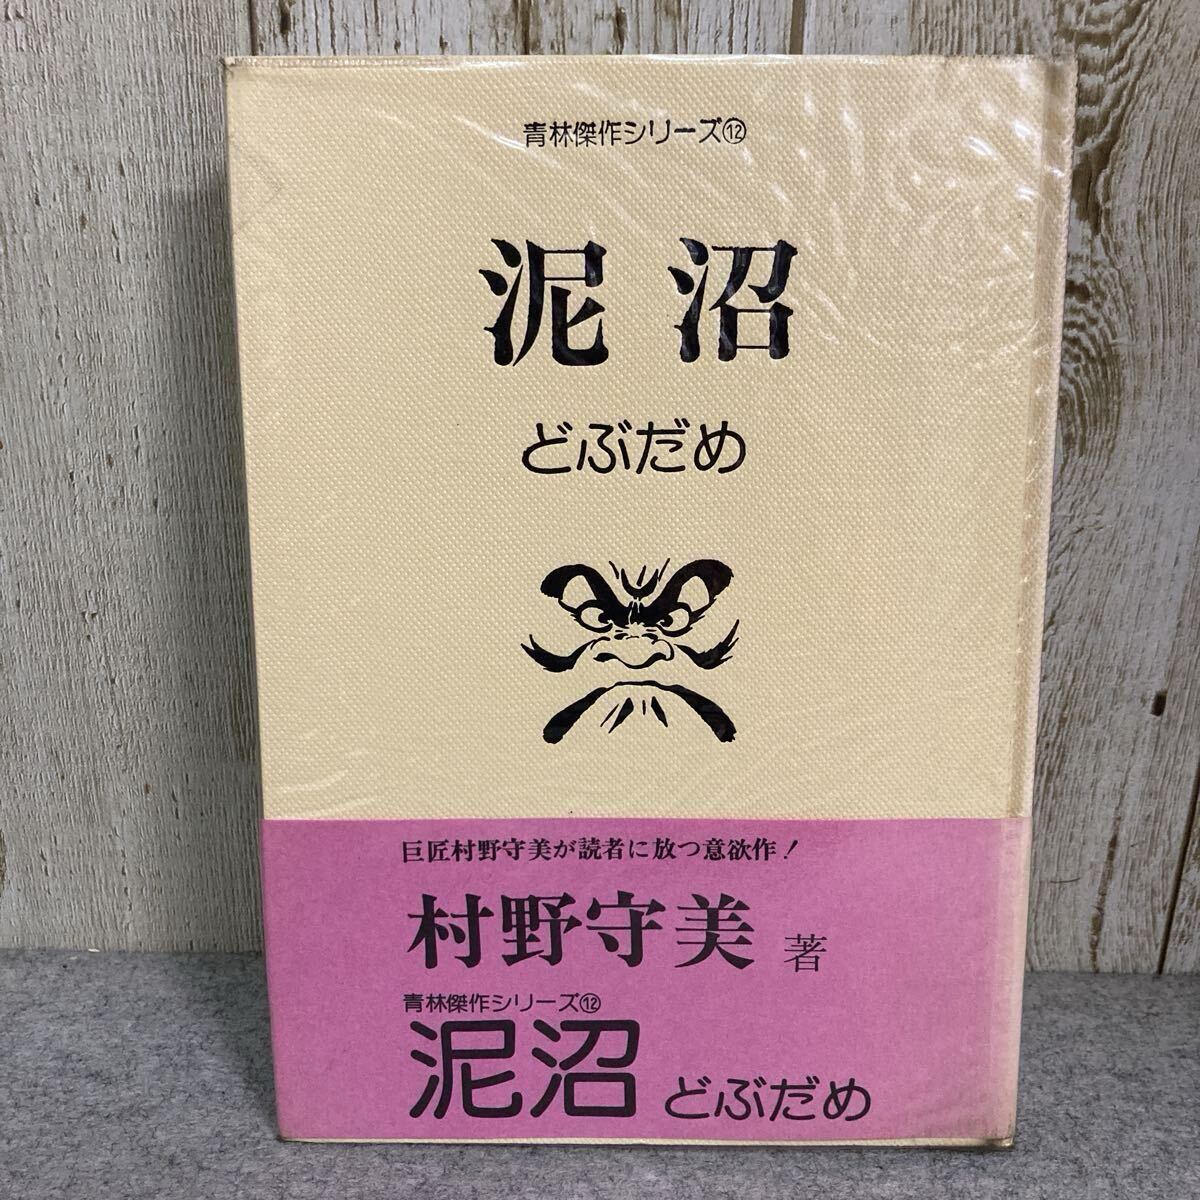 青林傑作シリーズ⑫
泥沼
どぶだめ
巨匠村野守美が読者に放つ意欲作!
村野守美 著
青林傑作シリーズ⑫
泥沼 どぶだめ